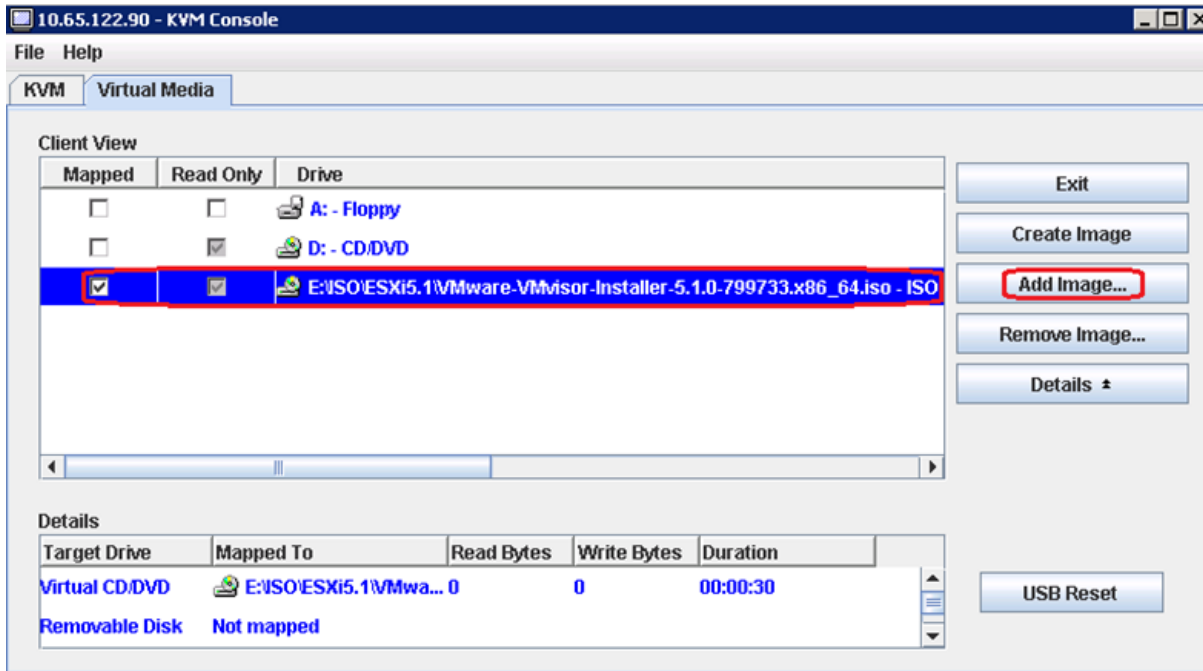 10.65.122.90 - KVM Console
File Help
KVM Virtual Media
Client View
Mapped Read Only Drive
A: - Floppy
D: - CD/DVD
E:\ISO\ESXi5.1\VMware-VMvisor-Installer-5.1.0-799733.x86_64.iso - ISO
Exit
Create Image
Add Image...
Remove Image...
Details
Details
Target Drive Mapped To Read Bytes Write Bytes Duration
Virtual CD/DVD E:\ISO\ESXi5.1\VMwa... 0 0 00:00:30
Removable Disk Not mapped
USB Reset